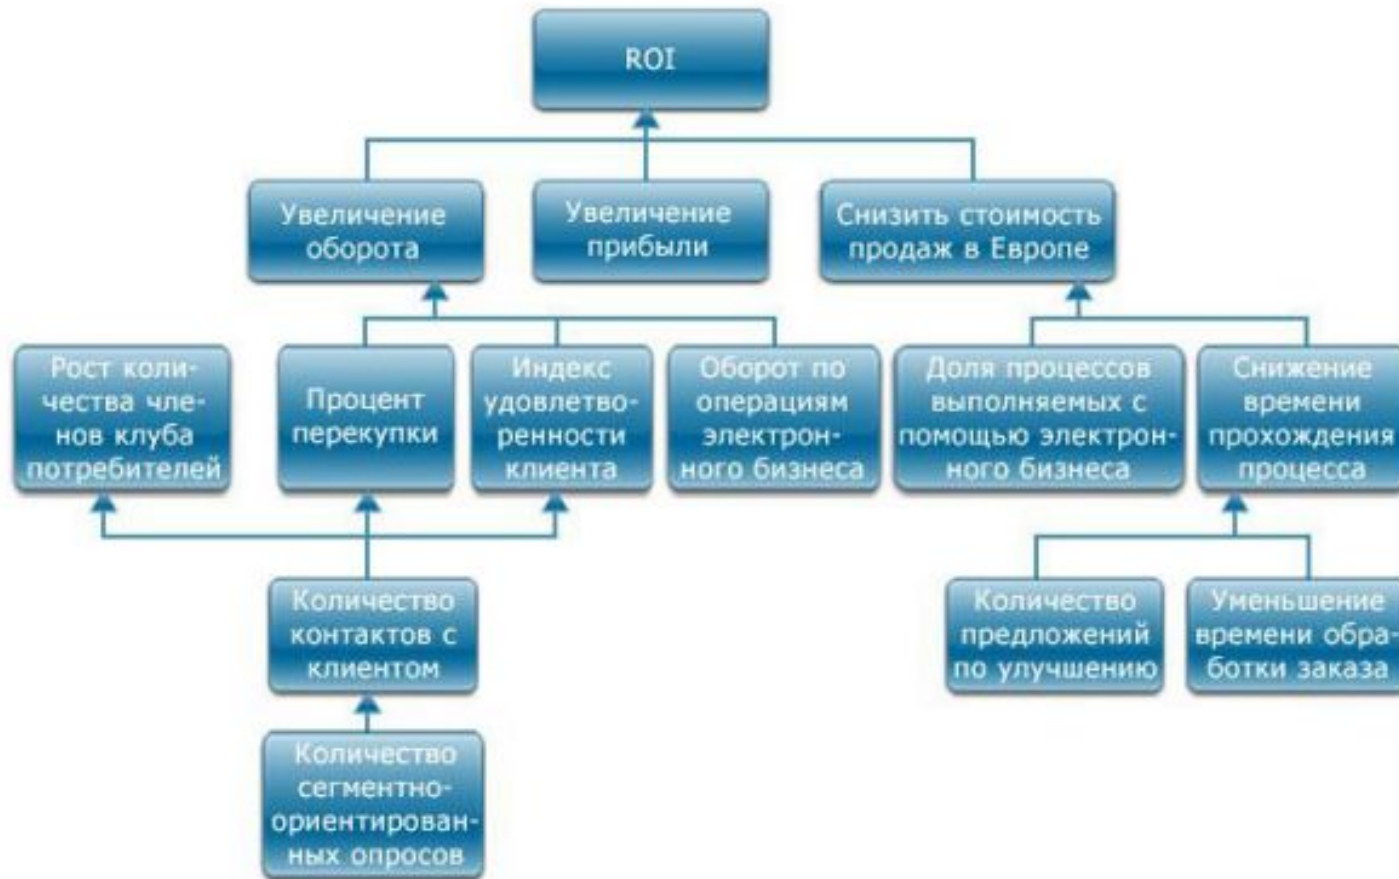 ROI
Увеличение
оборота
Увеличение
прибыли
Снизить стоимость
продаж в Европе
Рост коли-
чества чле-
нов клуба
потребителей
Процент
перекупки
Индекс
удовлетво-
ренности
клиента
Оборот по
операциям
электрон-
ного бизнеса
Доля процессов
выполняемых с
помощью электрон-
ного бизнеса
Снижение
времени
прохождения
процесса
Количество
контактов с
клиентом
Количество
предложений
по улучшению
Уменьшение
времени обра-
ботки заказа
Количество
сегментно-
ориентирован-
ных опросов